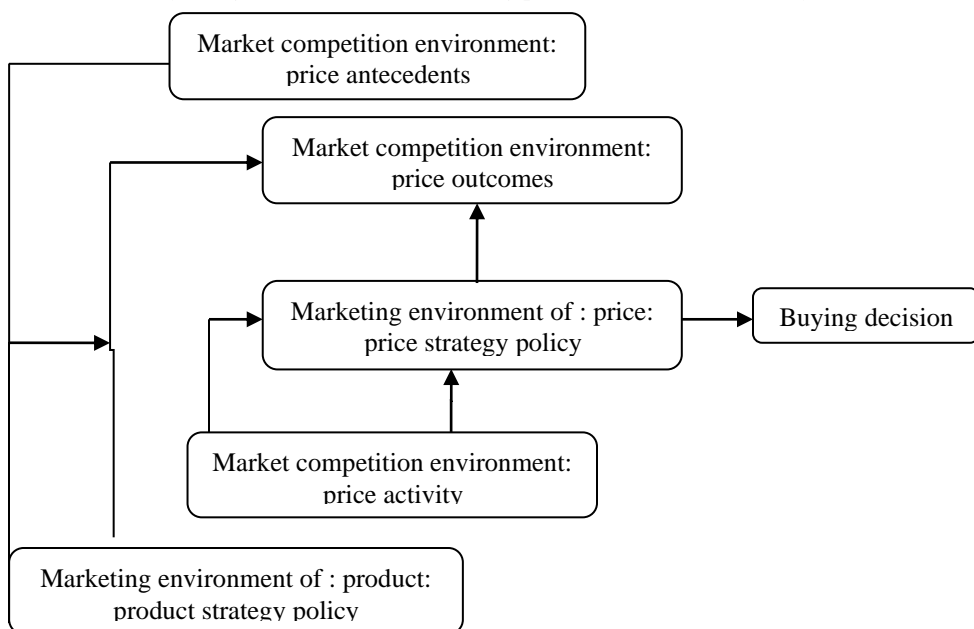 Market competition environment:
price antecedents
Market competition environment:
price outcomes
Marketing environment of : price:
price strategy policy
Buying decision
Market competition environment:
price activity
Marketing environment of : product:
product strategy policy